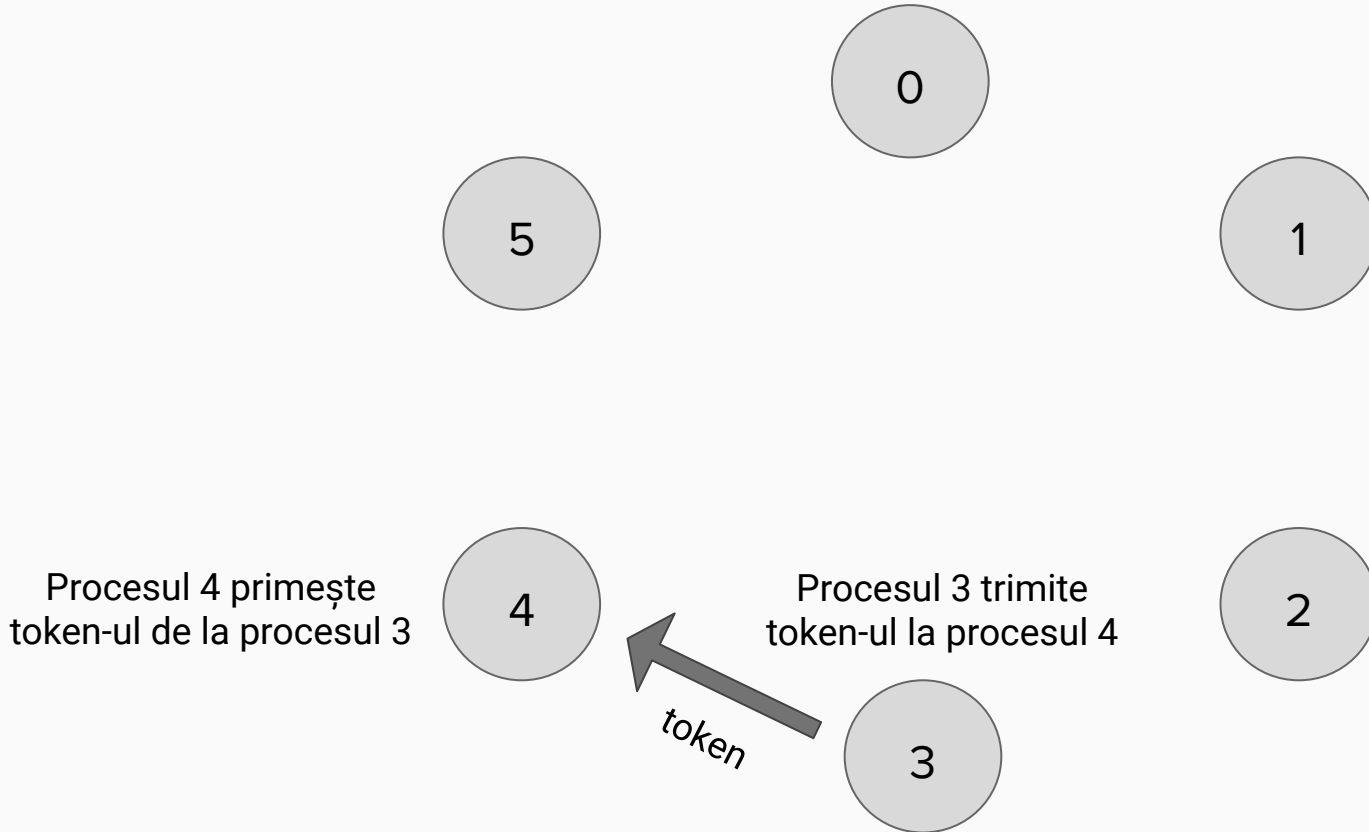 0
5
1
Procesul 4 primește
token-ul de la procesul 3
4
Procesul 3 trimite
token-ul la procesul 4
2
token
3